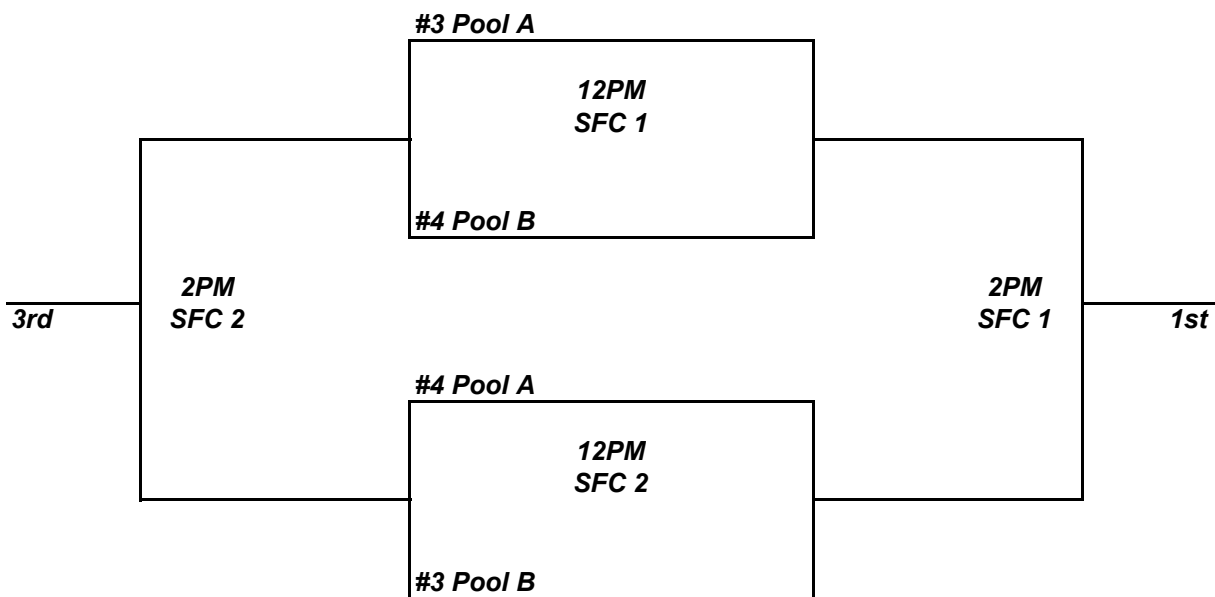 #3 Pool A
12PM
SFC 1
#4 Pool B
2PM
SFC 2
3rd
2PM
SFC 1
1st
#4 Pool A
12PM
SFC 2
#3 Pool B